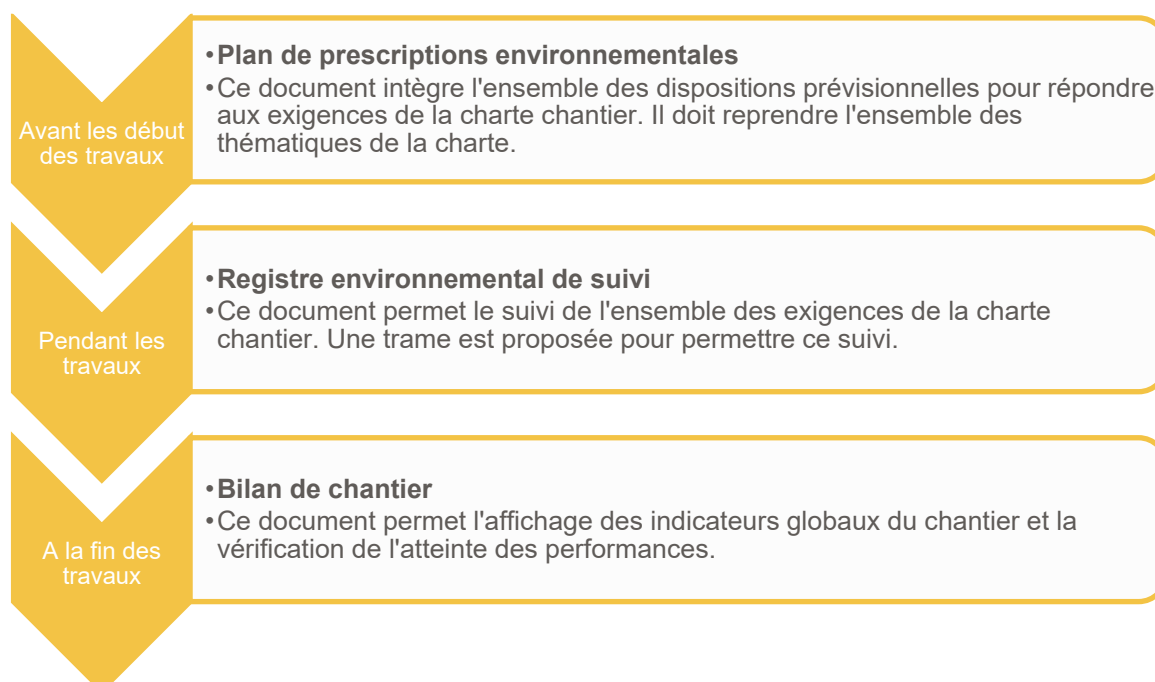 Avant les début
des travaux
•Plan de prescriptions environnementales
•Ce document intègre l'ensemble des dispositions prévisionnelles pour répondre
aux exigences de la charte chantier. Il doit reprendre l'ensemble des
thématiques de la charte.
Pendant les
travaux
•Registre environnemental de suivi
•Ce document permet le suivi de l'ensemble des exigences de la charte
chantier. Une trame est proposée pour permettre ce suivi.
A la fin des
travaux
•Bilan de chantier
•Ce document permet l'affichage des indicateurs globaux du chantier et la
vérification de l'atteinte des performances.